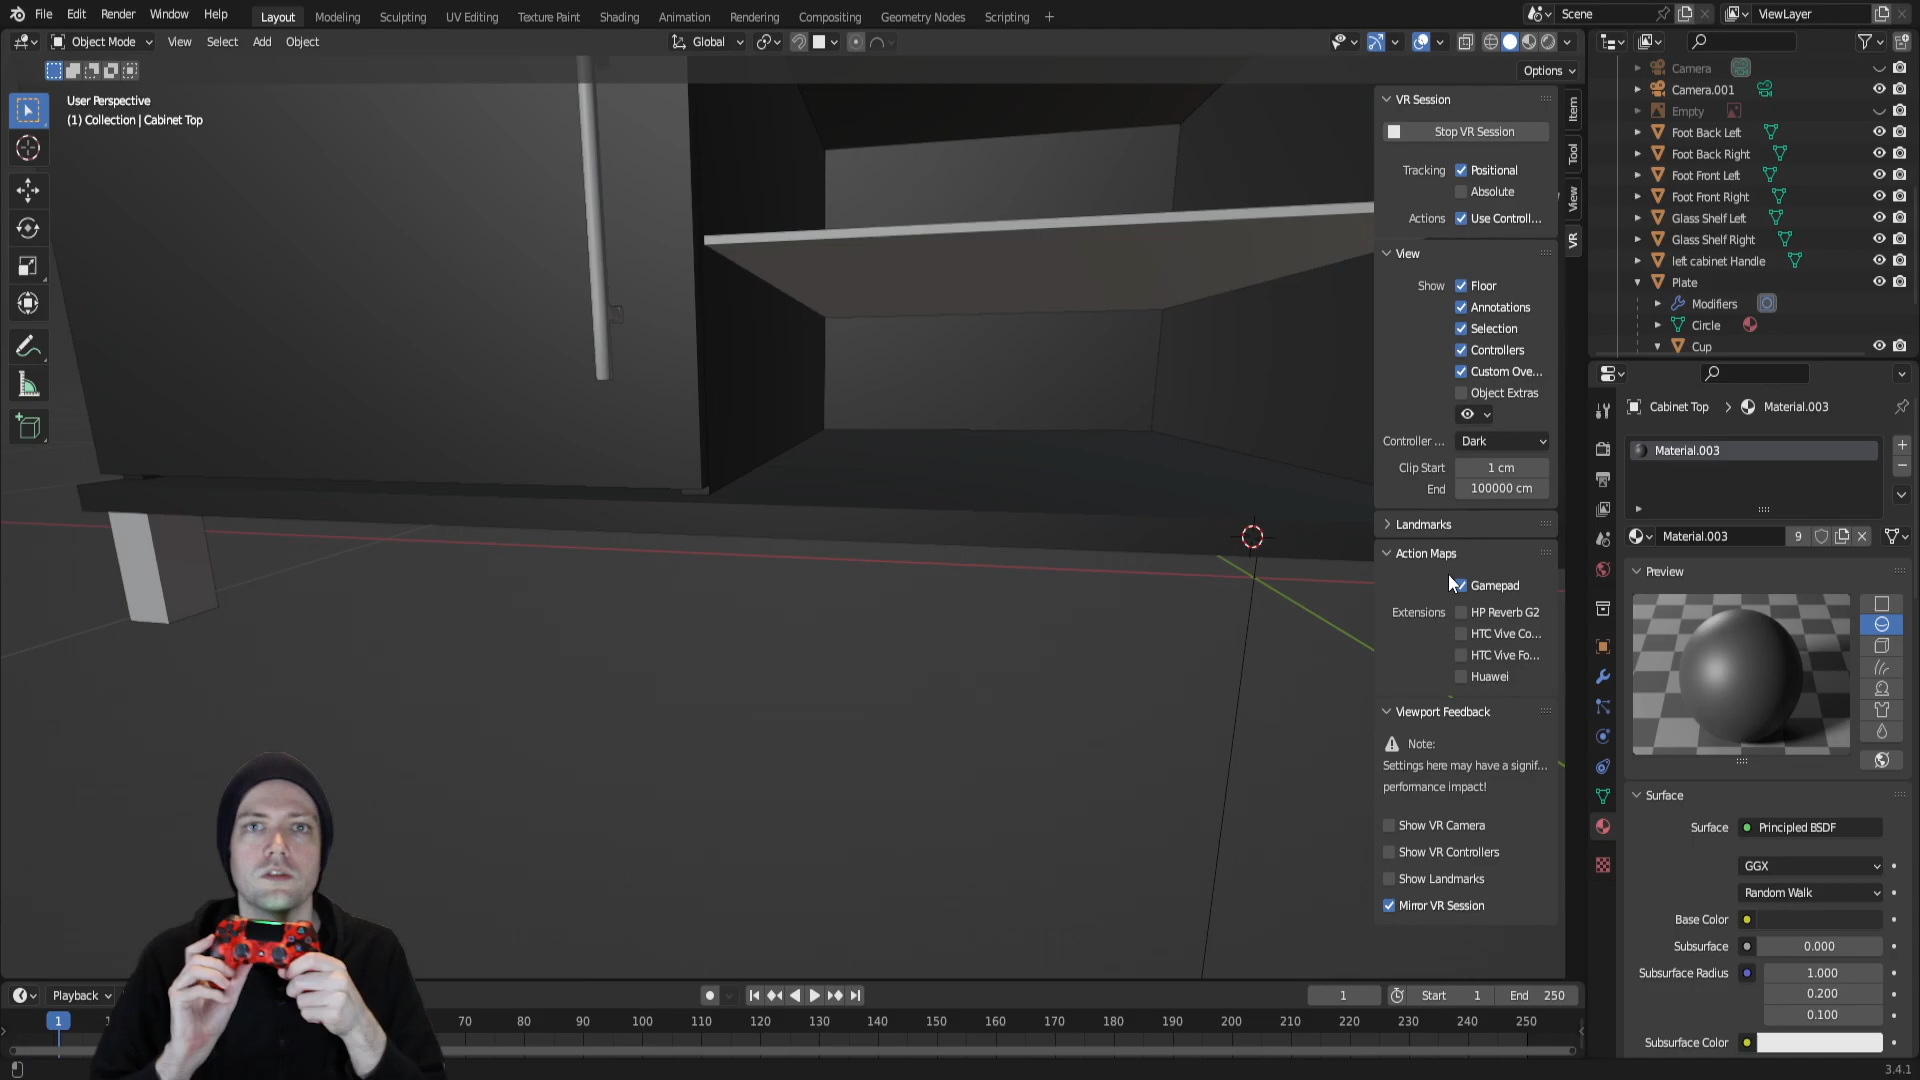 File Edit Render Window Help Layout Modeling Sculpting UV Editing Texture Paint Shading Animation Rendering Compositing Geometry Nodes Scripting + Scene ViewLayer
Object Mode View Select Add Object Global
Options
User Perspective
(1) Collection | Cabinet Top
VR Session
Stop VR Session
Tracking Positional
Absolute
Actions Use Controll...
View
Show Floor
Annotations
Selection
Controllers
Custom Ove...
Object Extras
Controller ... Dark
Clip Start 1 cm
End 100000 cm
Landmarks
Action Maps
Gamepad
Extensions HP Reverb G2
HTC Vive Co...
HTC Vive Fo...
Huawei
Viewport Feedback
Note:
Settings here may have a signif...
performance impact!
Show VR Camera
Show VR Controllers
Show Landmarks
Mirror VR Session
Item
Tool
View
VR
Camera
Camera.001
Empty
Foot Back Left
Foot Back Right
Foot Front Left
Foot Front Right
Glass Shelf Left
Glass Shelf Right
left cabinet Handle
Plate
Modifiers
Circle
Cup
Cabinet Top > Material.003
Material.003
Material.003 9
Preview
Surface
Surface Principled BSDF
GGX
Random Walk
Base Color
Subsurface 0.000
Subsurface Radius 1.000
0.200
0.100
Subsurface Color
Playback 1 Start 1 End 250
1 70 80 90 100 110 120 130 140 150 160 170 180 190 200 210 220 230 240 250
3.4.1